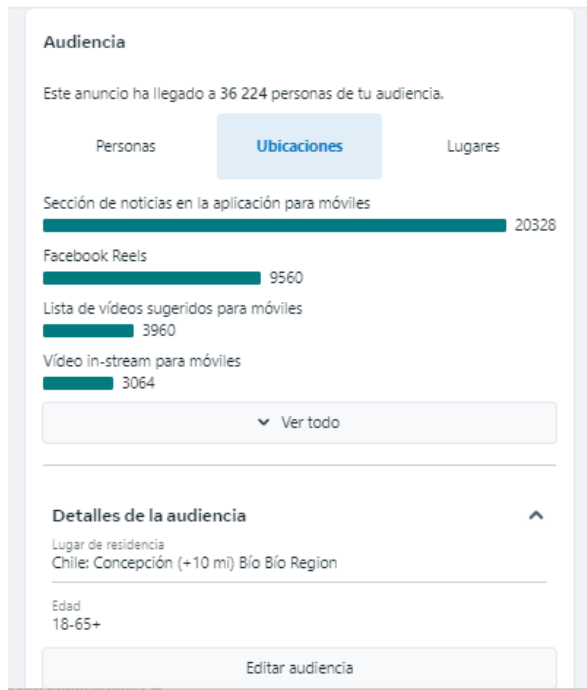 Audiencia
Este anuncio ha llegado a 36 224 personas de tu audiencia.
Personas
Ubicaciones
Lugares
Sección de noticias en la aplicación para móviles
20328
Facebook Reels
9560
Lista de vídeos sugeridos para móviles
3960
Vídeo in-stream para móviles
3064
Ver todo
Detalles de la audiencia
Lugar de residencia
Chile: Concepción (+10 mi) Bío Bío Region
Edad
18-65+
Editar audiencia